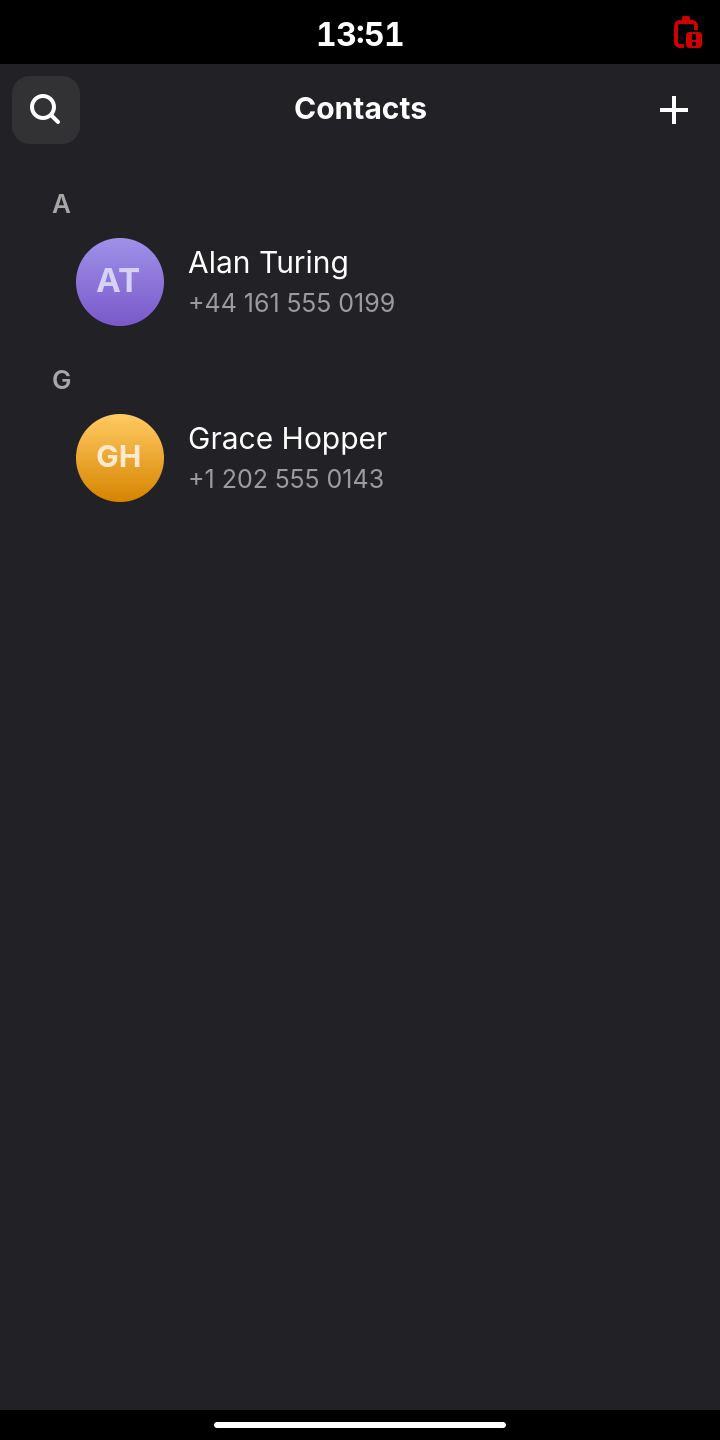 13:51
Contacts
A
AT
Alan Turing
+44 161 555 0199
G
GH
Grace Hopper
+1 202 555 0143